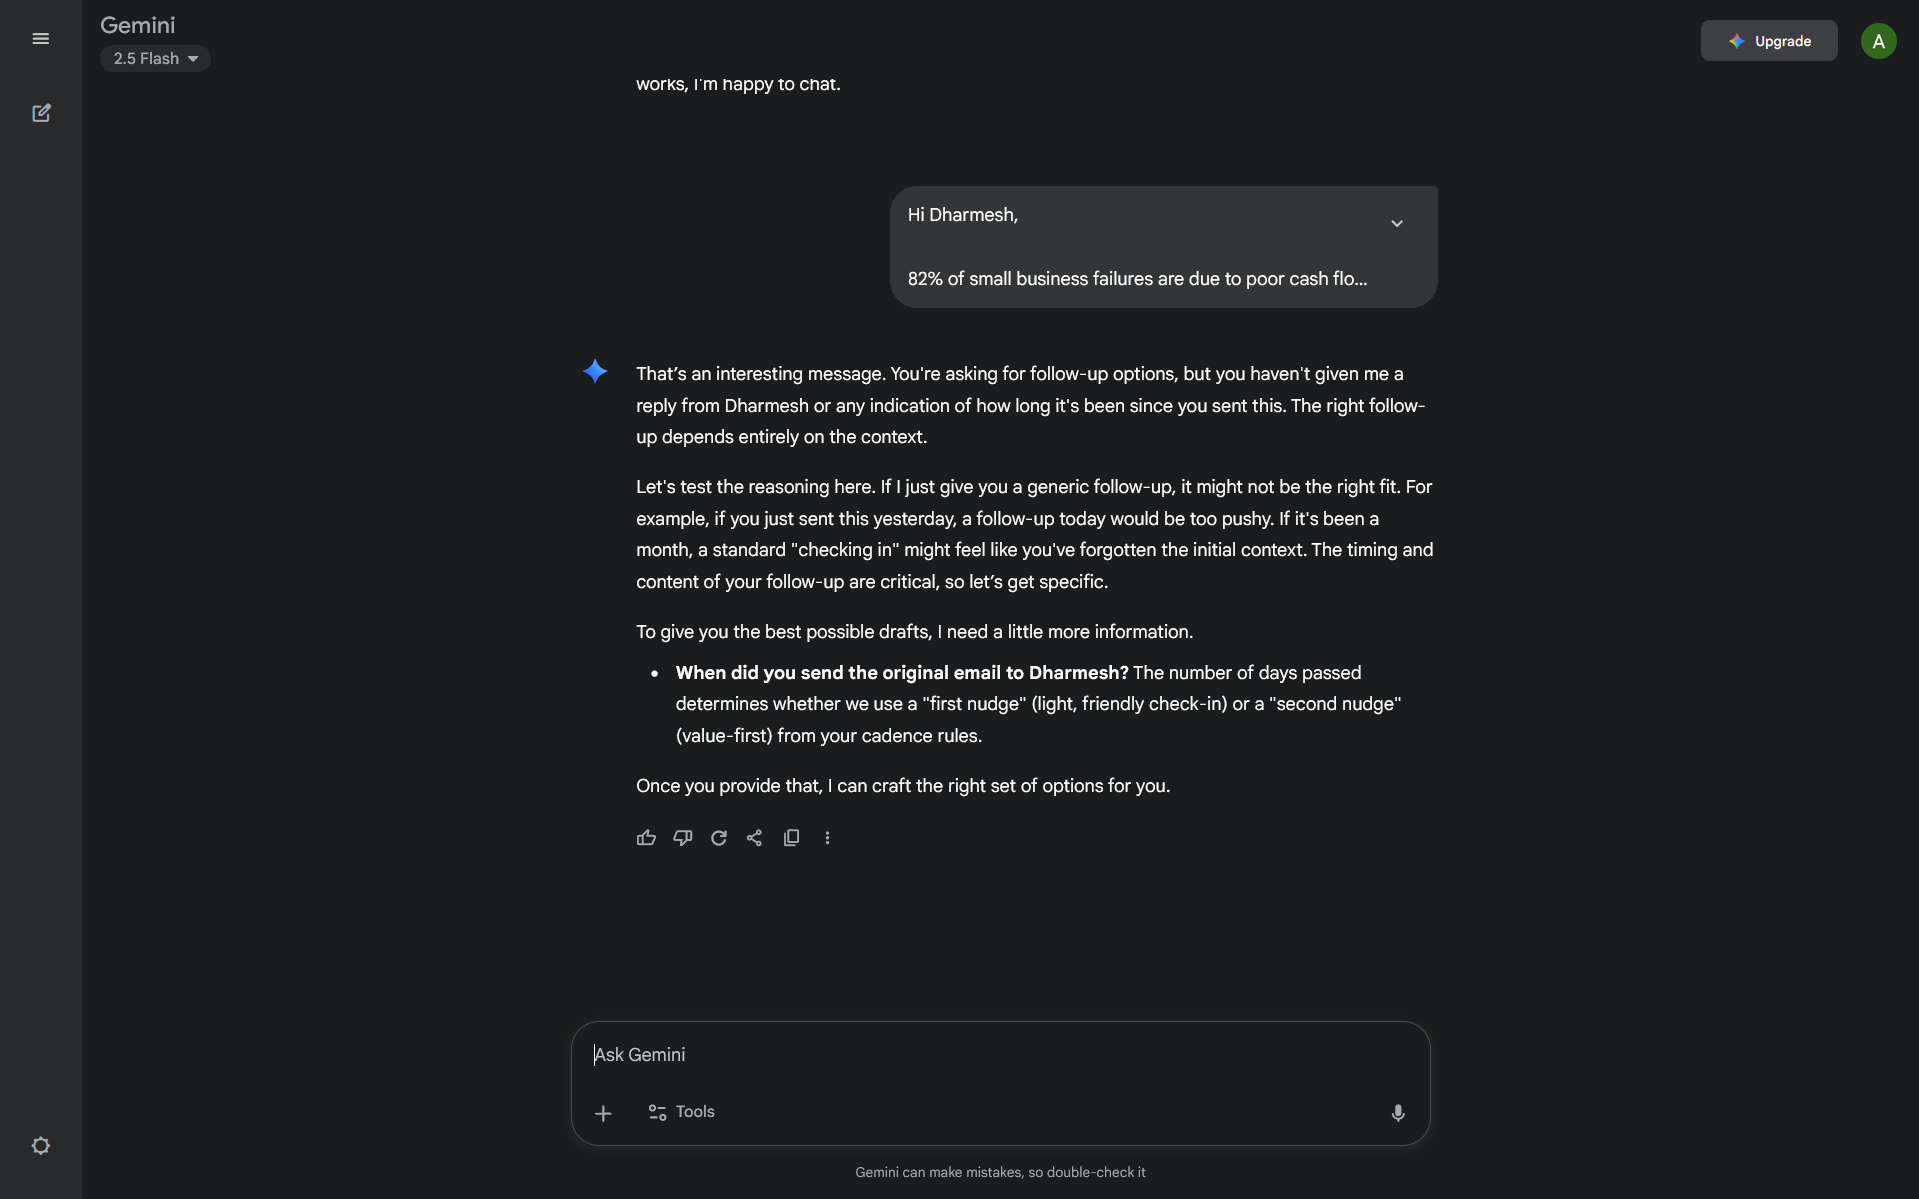 Gemini
2.5 Flash
Upgrade
A
works, I'm happy to chat.
Hi Dharmesh,
82% of small business failures are due to poor cash flo...
That’s an interesting message. You're asking for follow-up options, but you haven't given me a
reply from Dharmesh or any indication of how long it's been since you sent this. The right follow-
up depends entirely on the context.
Let's test the reasoning here. If I just give you a generic follow-up, it might not be the right fit. For
example, if you just sent this yesterday, a follow-up today would be too pushy. If it's been a
month, a standard "checking in" might feel like you've forgotten the initial context. The timing and
content of your follow-up are critical, so let’s get specific.
To give you the best possible drafts, I need a little more information.
• When did you send the original email to Dharmesh? The number of days passed
determines whether we use a "first nudge" (light, friendly check-in) or a "second nudge"
(value-first) from your cadence rules.
Once you provide that, I can craft the right set of options for you.
Ask Gemini
Tools
Gemini can make mistakes, so double-check it